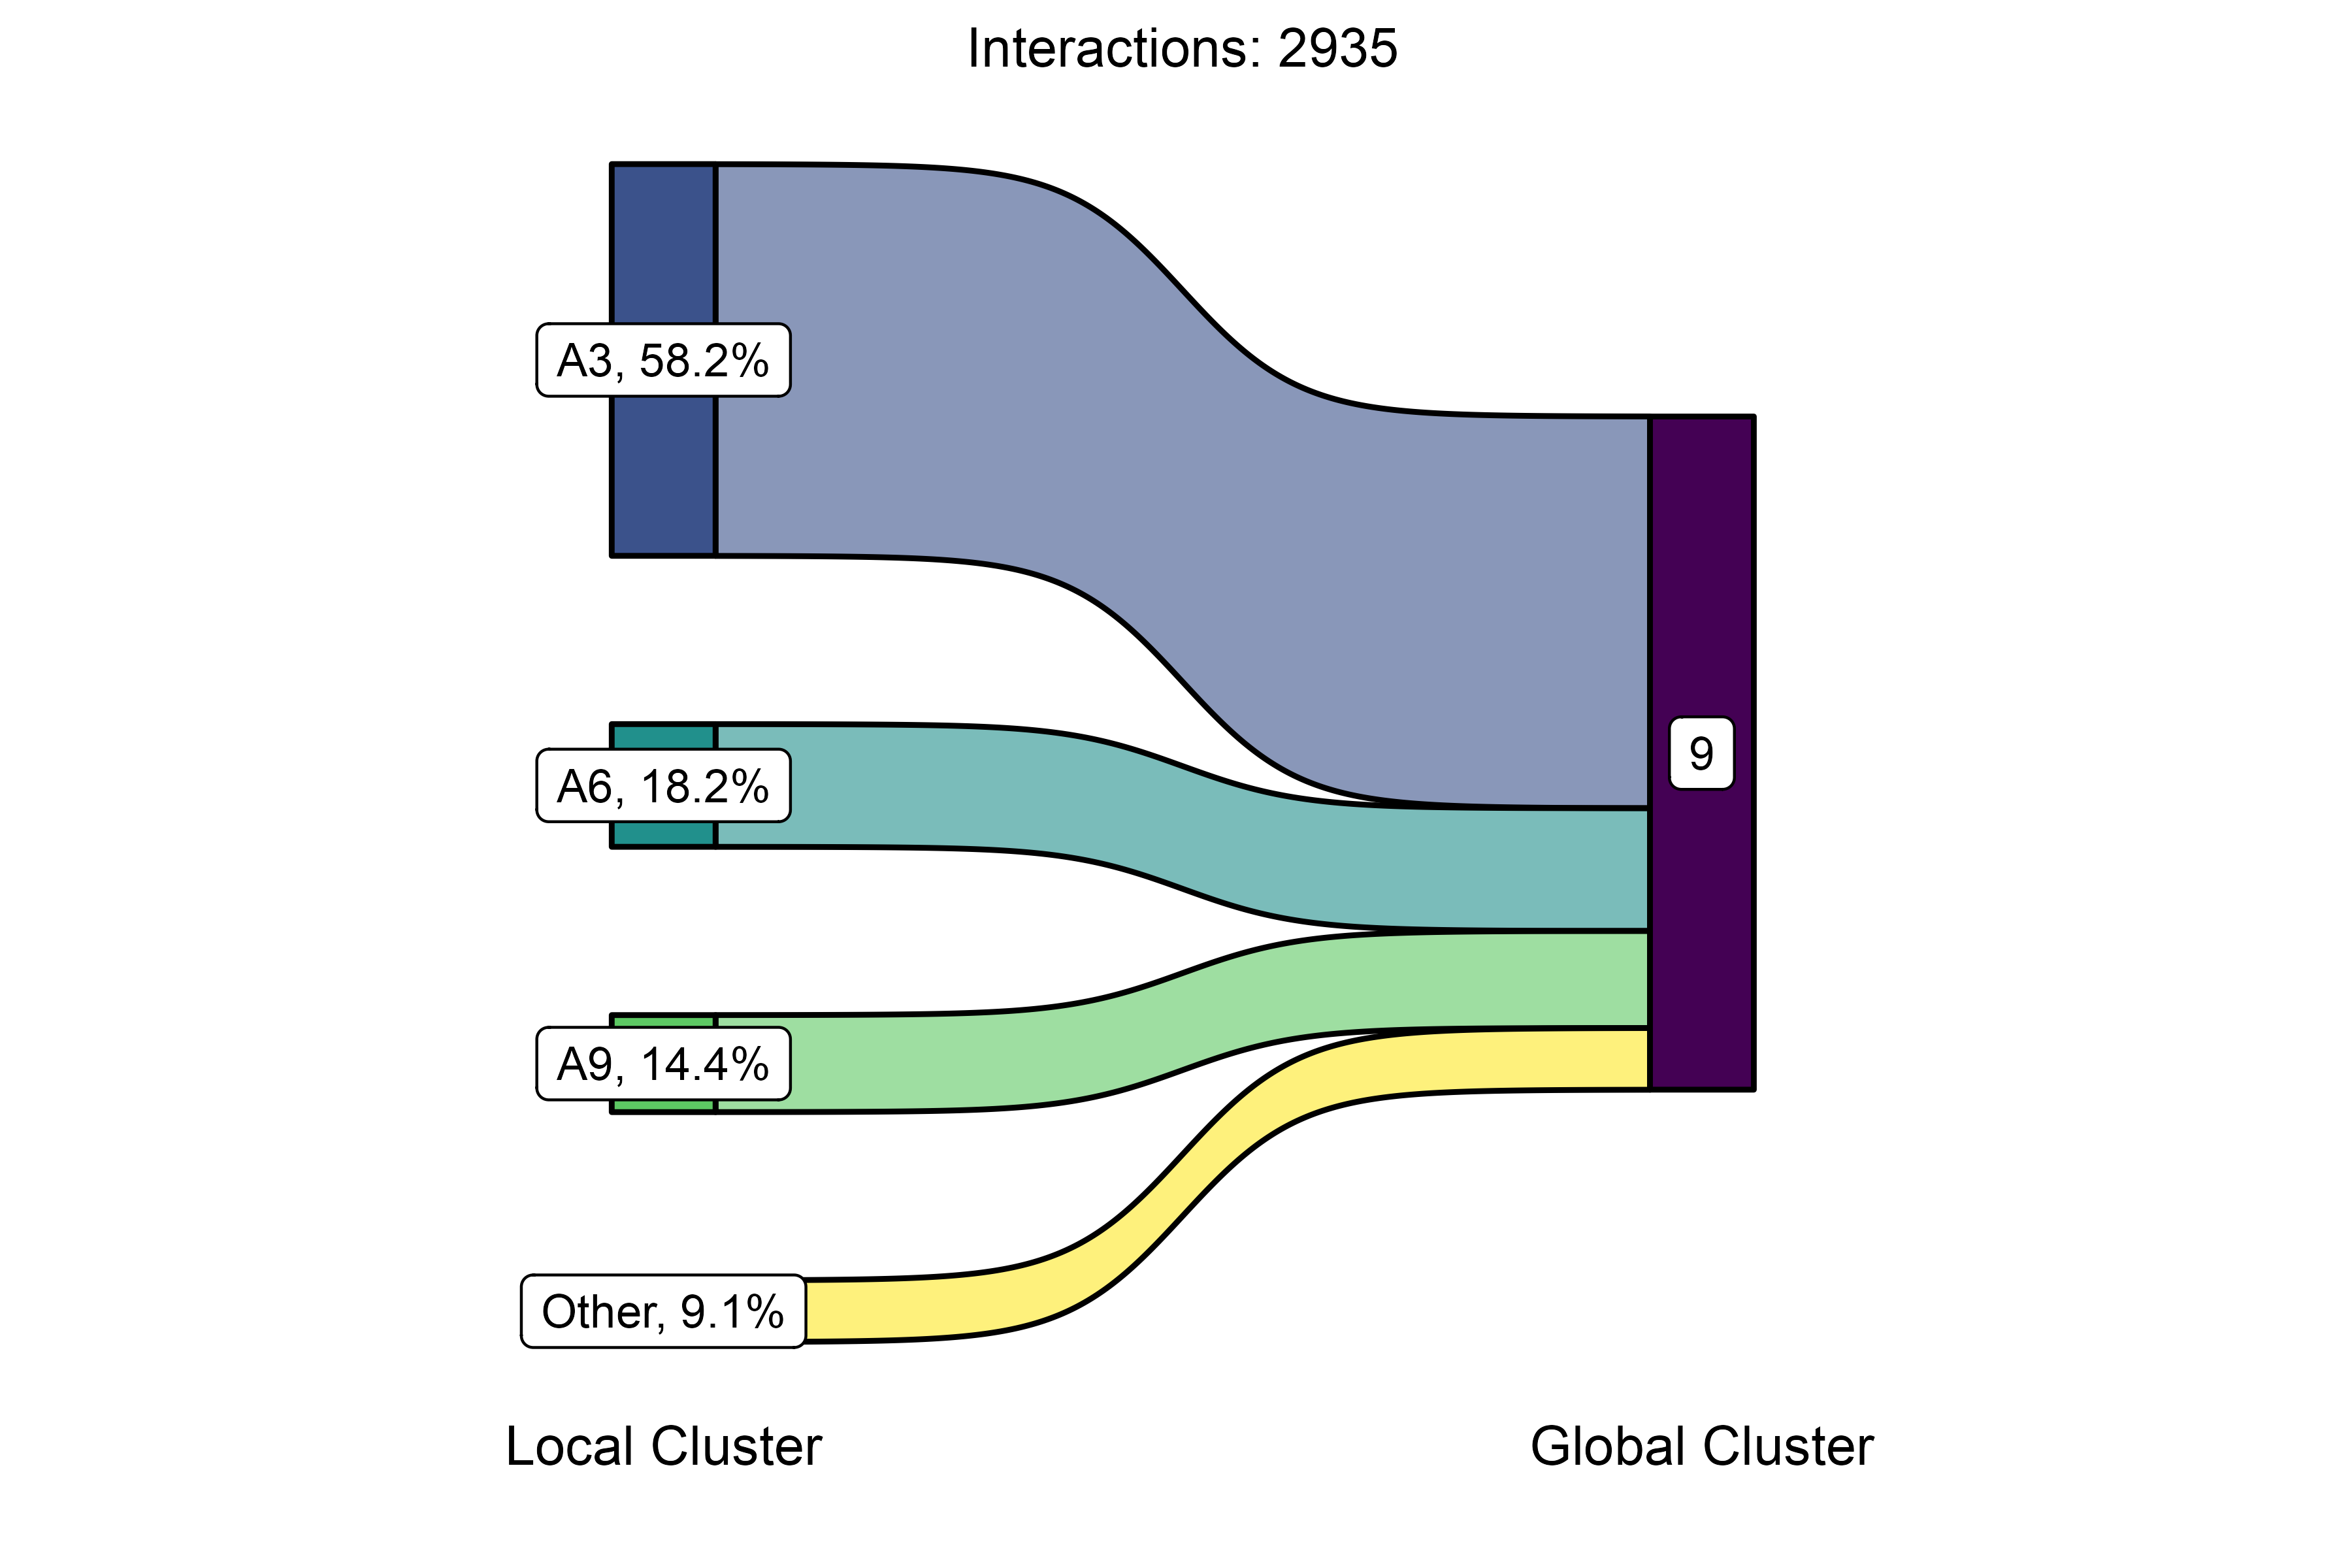 Interactions: 2935
A3, 58.2%
9
A6, 18.2%
A9, 14.4%
Other, 9.1%
Local Cluster
Global Cluster